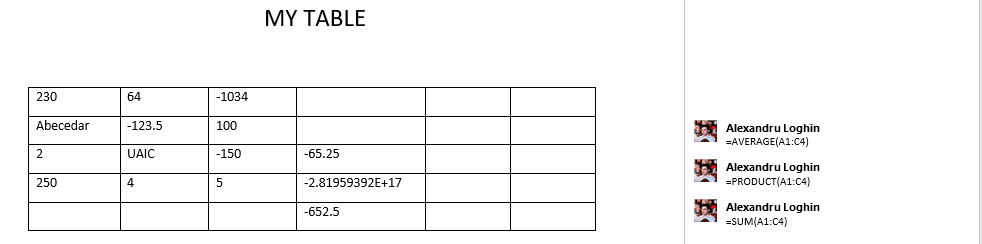 MY TABLE
230 64 -1034
Abecedar -123.5 100
2 UAIC -150 -65.25
250 4 5 -2.81959392E+17
-652.5
Alexandru Loghin
=AVERAGE(A1:C4)
Alexandru Loghin
=PRODUCT(A1:C4)
Alexandru Loghin
=SUM(A1:C4)